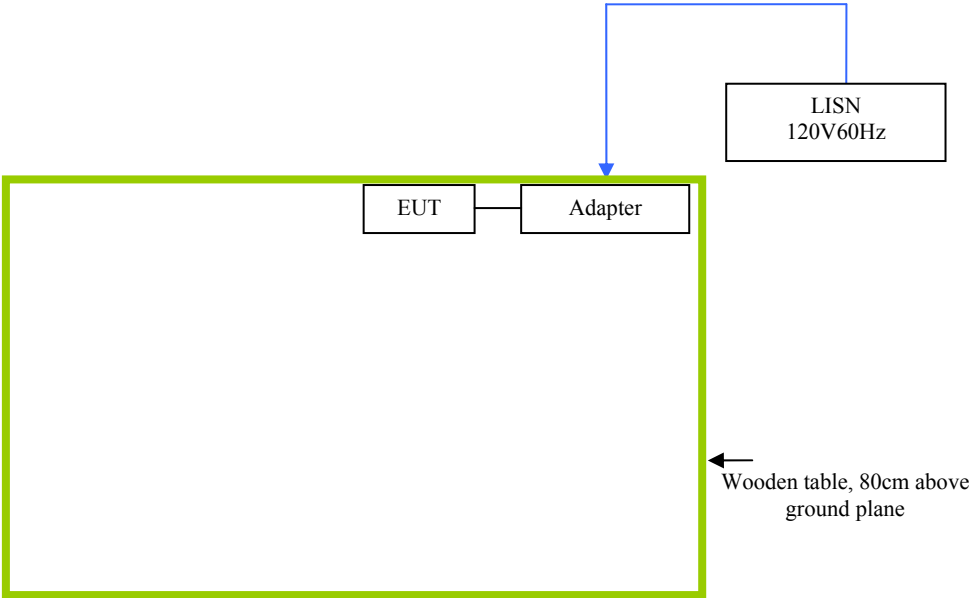 LISN
120V60Hz
EUT
Adapter
Wooden table, 80cm above
ground plane